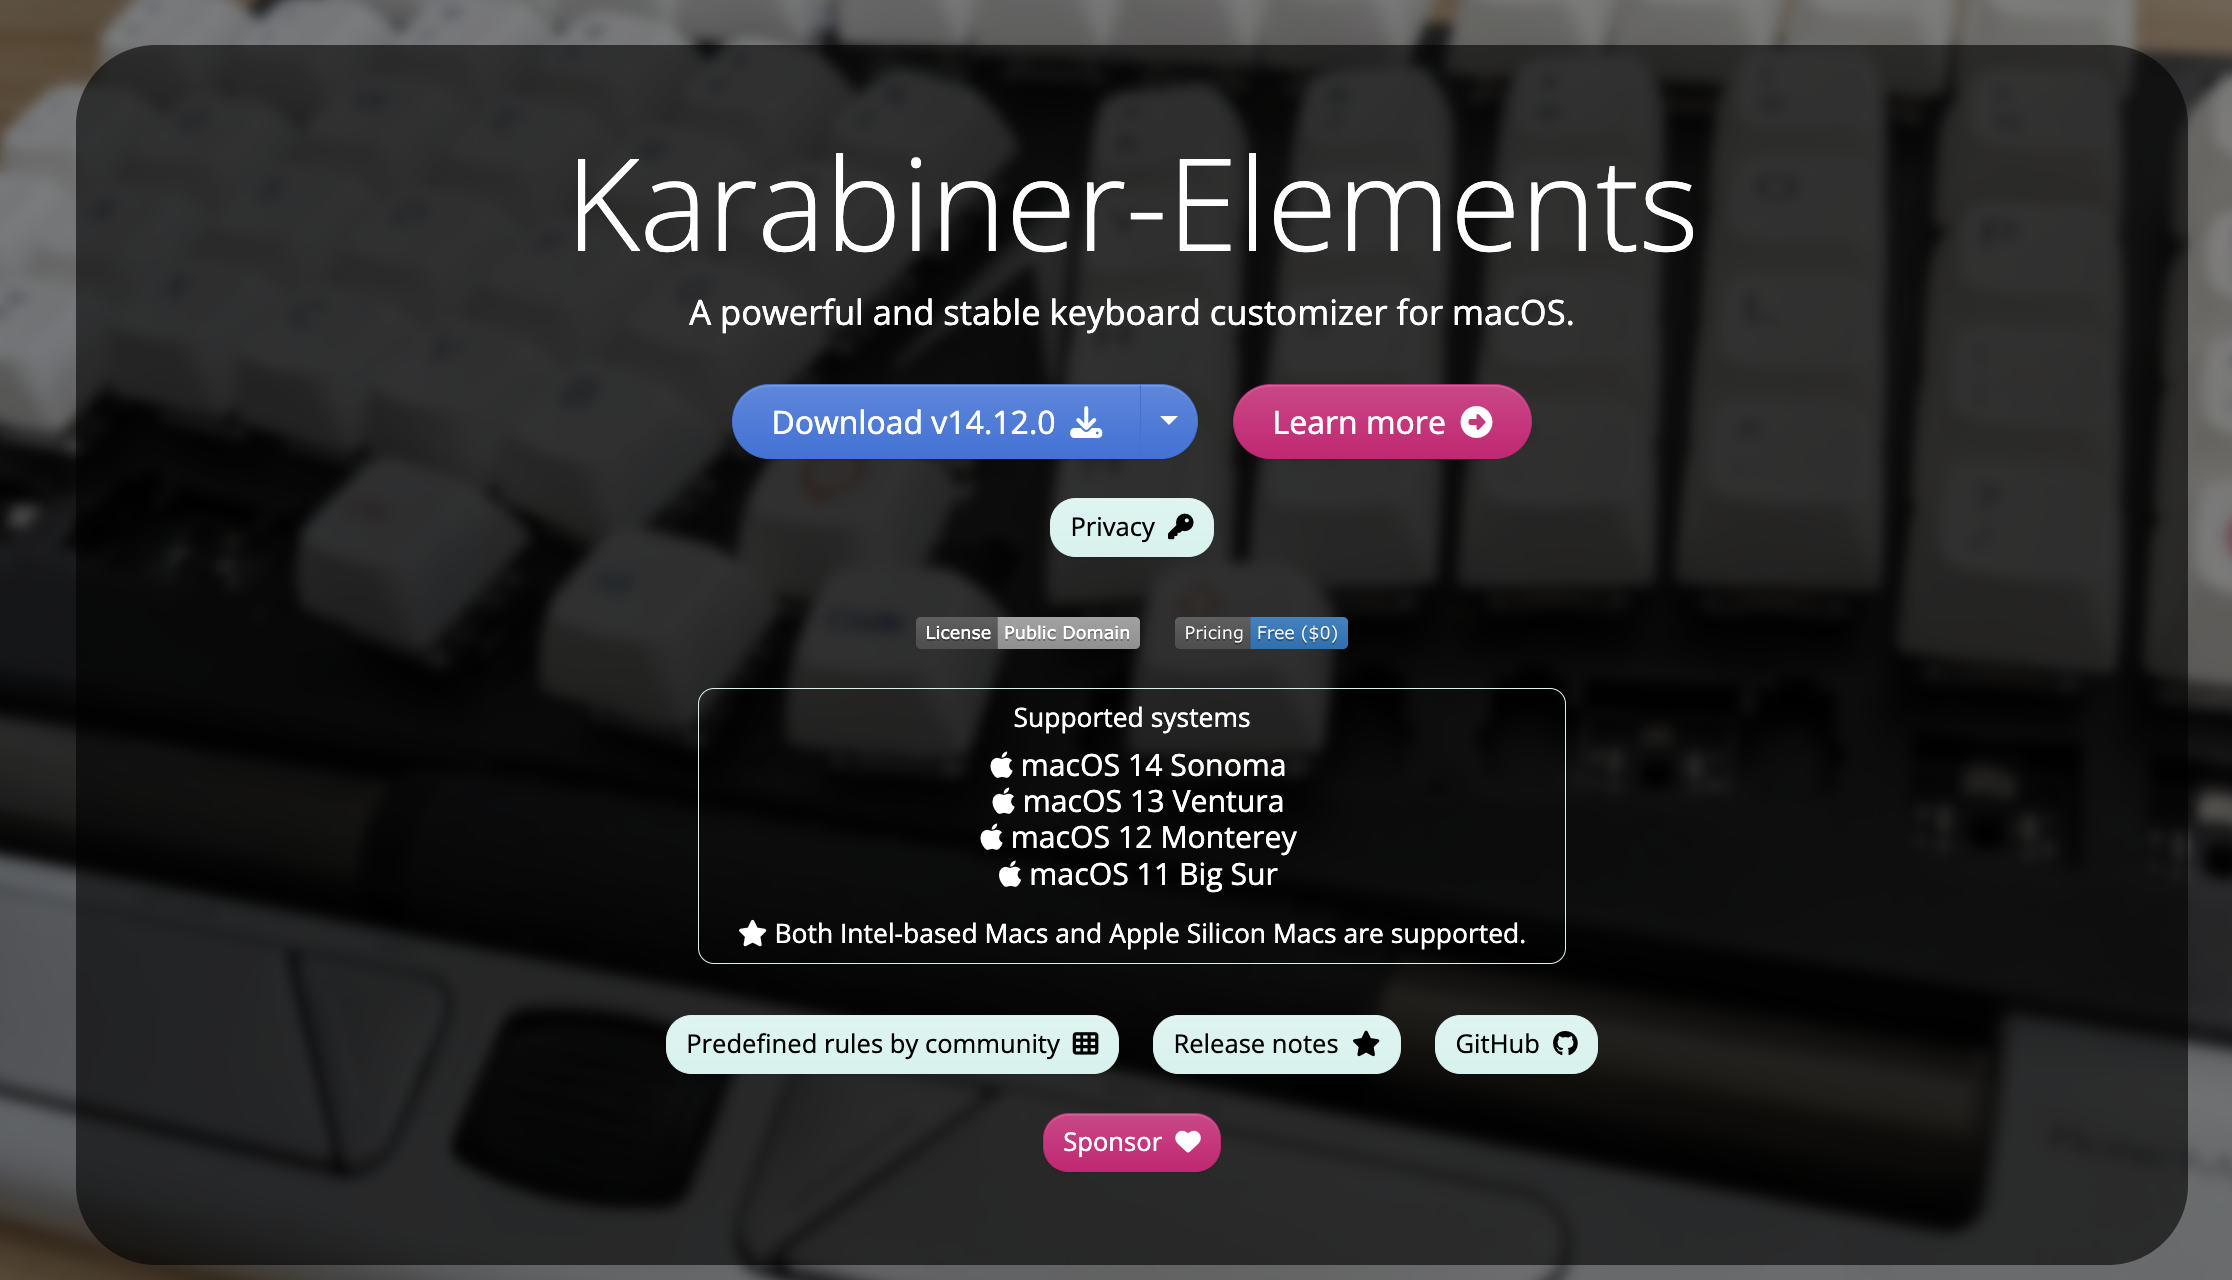 Karabiner-Elements
A powerful and stable keyboard customizer for macOS.
Download v14.12.0
Learn more
Privacy
License Public Domain
Pricing Free ($0)
Supported systems
macOS 14 Sonoma
macOS 13 Ventura
macOS 12 Monterey
macOS 11 Big Sur
Both Intel-based Macs and Apple Silicon Macs are supported.
Predefined rules by community
Release notes
GitHub
Sponsor